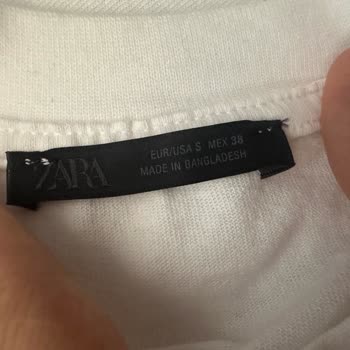 ZARA
EUR/USA S MEX 38
MADE IN BANGLADESH